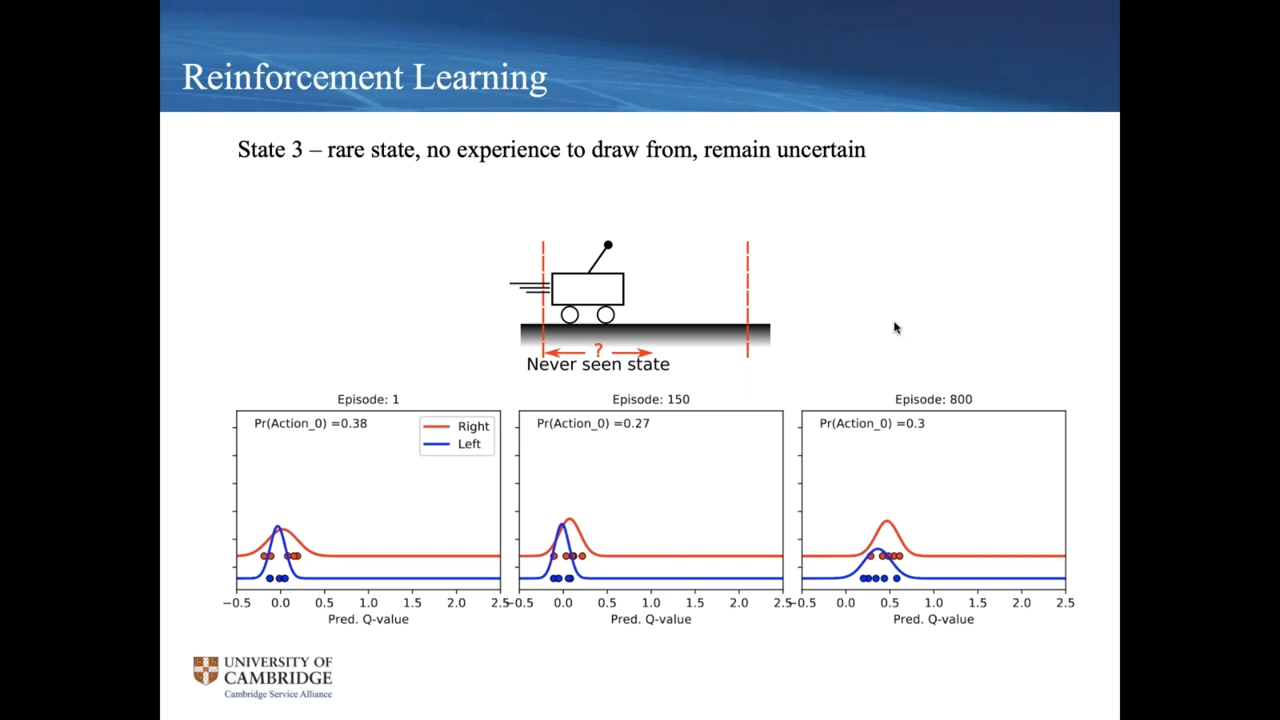 Reinforcement Learning
State 3 – rare state, no experience to draw from, remain uncertain
?
Never seen state
Episode: 1
Pr(Action_0) =0.38
Right
Left
−0.5 0.0 0.5 1.0 1.5 2.0 2.5
Pred. Q-value
Episode: 150
Pr(Action_0) =0.27
−0.5 0.0 0.5 1.0 1.5 2.0 2.5
Pred. Q-value
Episode: 800
Pr(Action_0) =0.3
−0.5 0.0 0.5 1.0 1.5 2.0 2.5
Pred. Q-value
UNIVERSITY OF
CAMBRIDGE
Cambridge Service Alliance